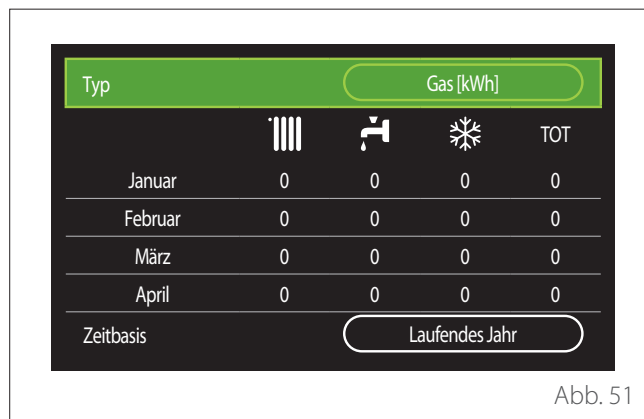 Typ Gas [kWh]
TOT
Januar 0 0 0 0
Februar 0 0 0 0
März 0 0 0 0
April 0 0 0 0
Zeitbasis Laufendes Jahr
Abb. 51